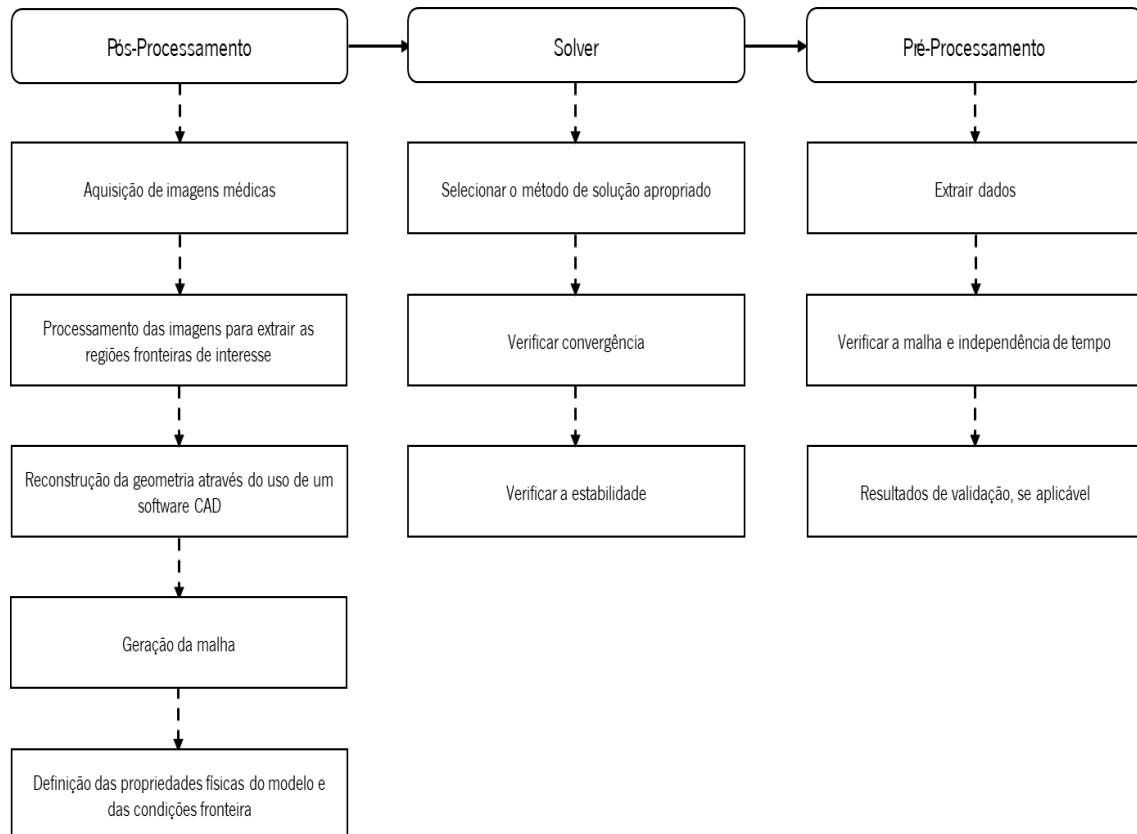 Pós-Processamento
Solver
Pré-Processamento
Aquisição de imagens médicas
Selecionar o método de solução apropriado
Extrair dados
Processamento das imagens para extrair as
regiões fronteiras de interesse
Verificar convergência
Verificar a malha e independência de tempo
Reconstrução da geometria através do uso de um
software CAD
Verificar a estabilidade
Resultados de validação, se aplicável
Geração da malha
Definição das propriedades físicas do modelo e
das condições fronteira